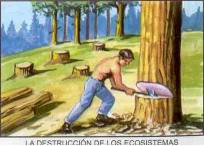 LA DESTRUCCIÓN DE LOS ECOSISTEMAS